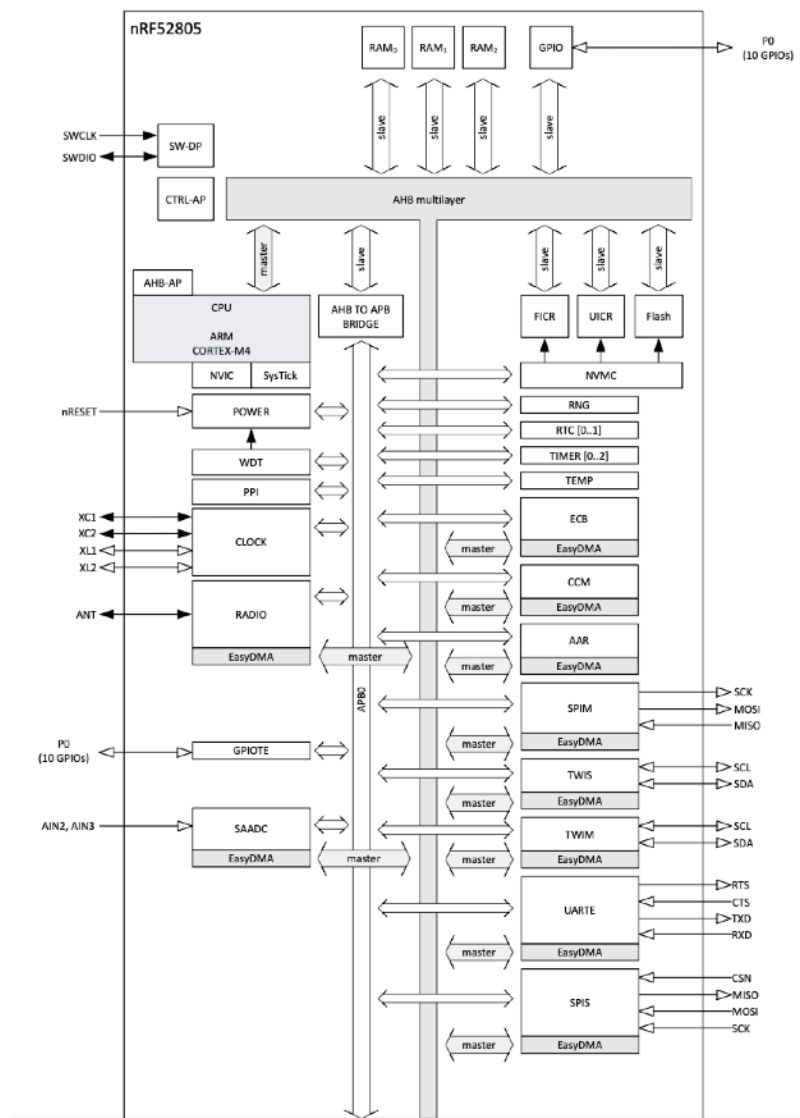 nRF52805
RAM0
RAM1
RAM2
GPIO
P0
(10 GPIOs)
slave
slave
slave
slave
SWCLK
SWDIO
SW-DP
CTRL-AP
AHB multilayer
master
slave
slave
slave
slave
AHB-AP
CPU
ARM
CORTEX-M4
NVIC
SysTick
AHB TO APB
BRIDGE
FICR
UICR
Flash
NVMC
nRESET
POWER
RNG
RTC [0..1]
WDT
TIMER [0..2]
PPI
TEMP
XC1
XC2
XL1
XL2
CLOCK
ECB
master
EasyDMA
ANT
RADIO
EasyDMA
master
CCM
master
EasyDMA
AAR
master
EasyDMA
APB0
SPIM
SCK
MOSI
MISO
master
EasyDMA
P0
(10 GPIOs)
GPIOTE
TWIS
SCL
SDA
master
EasyDMA
AIN2, AIN3
SAADC
EasyDMA
master
TWIM
SCL
SDA
master
EasyDMA
UARTE
RTS
CTS
TXD
RXD
master
EasyDMA
SPIS
CSN
MISO
MOSI
SCK
master
EasyDMA